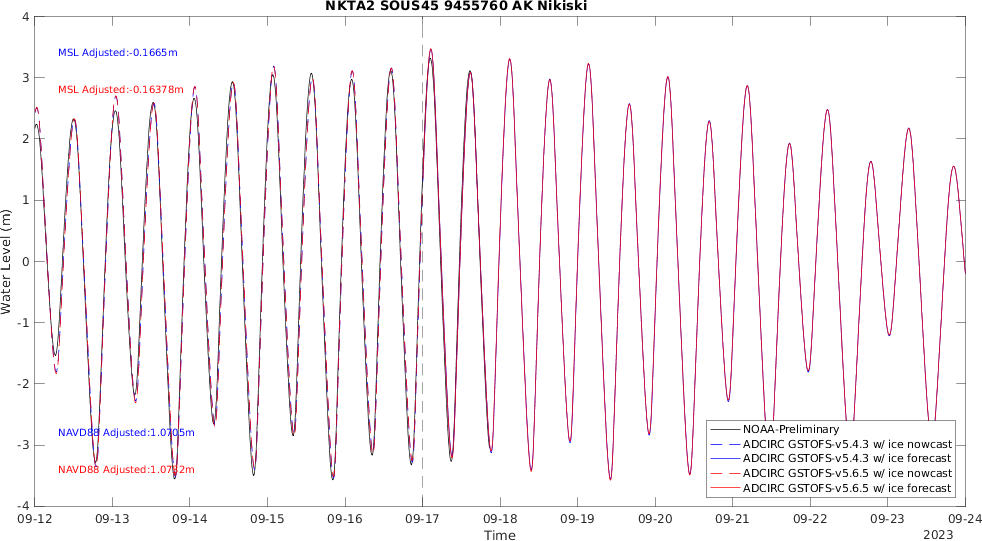 NKTA2 SOUS45 9455760 AK Nikiski
4
MSL Adjusted:-0.1665m
3
MSL Adjusted:-0.16378m
2
1
Water Level (m)
0
-1
-2
NAVD88 Adjusted:1.0705m
NOAA-Preliminary
-3
ADCIRC GSTOFS-v5.4.3 w/ ice nowcast
ADCIRC GSTOFS-v5.4.3 w/ ice forecast
NAVD88 Adjusted:1.0732m
ADCIRC GSTOFS-v5.6.5 w/ ice nowcast
ADCIRC GSTOFS-v5.6.5 w/ ice forecast
-4
09-12 09-13 09-14 09-15 09-16 09-17 09-18 09-19 09-20 09-21 09-22 09-23 09-24
Time
2023